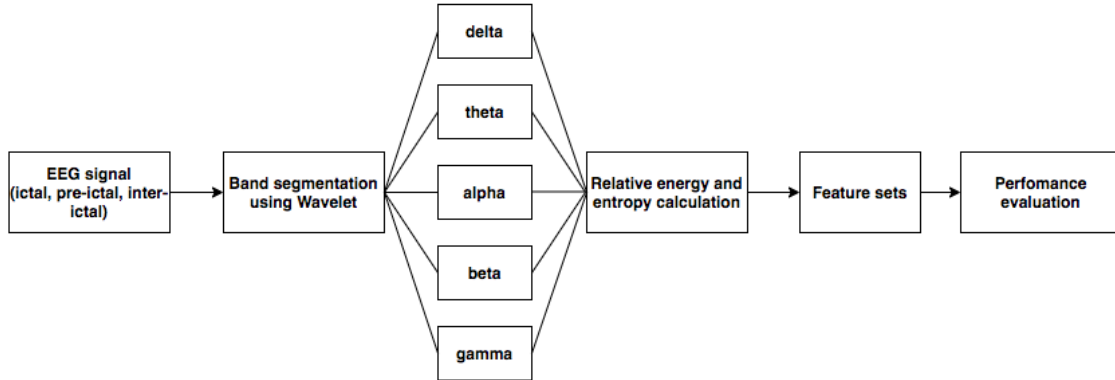 EEG signal
(ictal, pre-ictal, inter-
ictal)
Band segmentation
using Wavelet
delta
theta
alpha
beta
gamma
Relative energy and
entropy calculation
Feature sets
Perfomance
evaluation